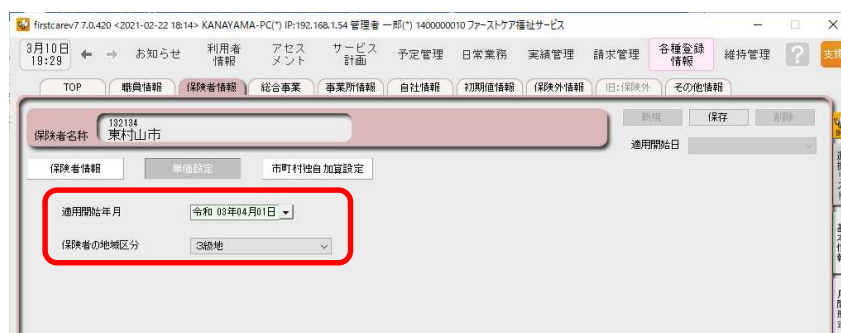 firstcarev7 7.0.420 <2021-02-22 18:14> KANAYAMA-PC(*) IP:192.168.1.54 管理者 一郎(*) 1400000010 ファーストケア福祉サービス
3月10日
19:29
← → お知らせ 利用者情報 アセスメント サービス計画 予定管理 日常業務 実績管理 請求管理 各種登録情報 維持管理 ? 支援
TOP 職員情報 保険者情報 総合事業 事業所情報 自社情報 初期値情報 保険外情報 旧:保険外 その他情報
新規 保存 削除
132134
保険者名称 東村山市
適用開始日
保険者情報 単価設定 市町村独自加算設定
適用開始年月 令和 03年04月01日
保険者の地域区分 3級地